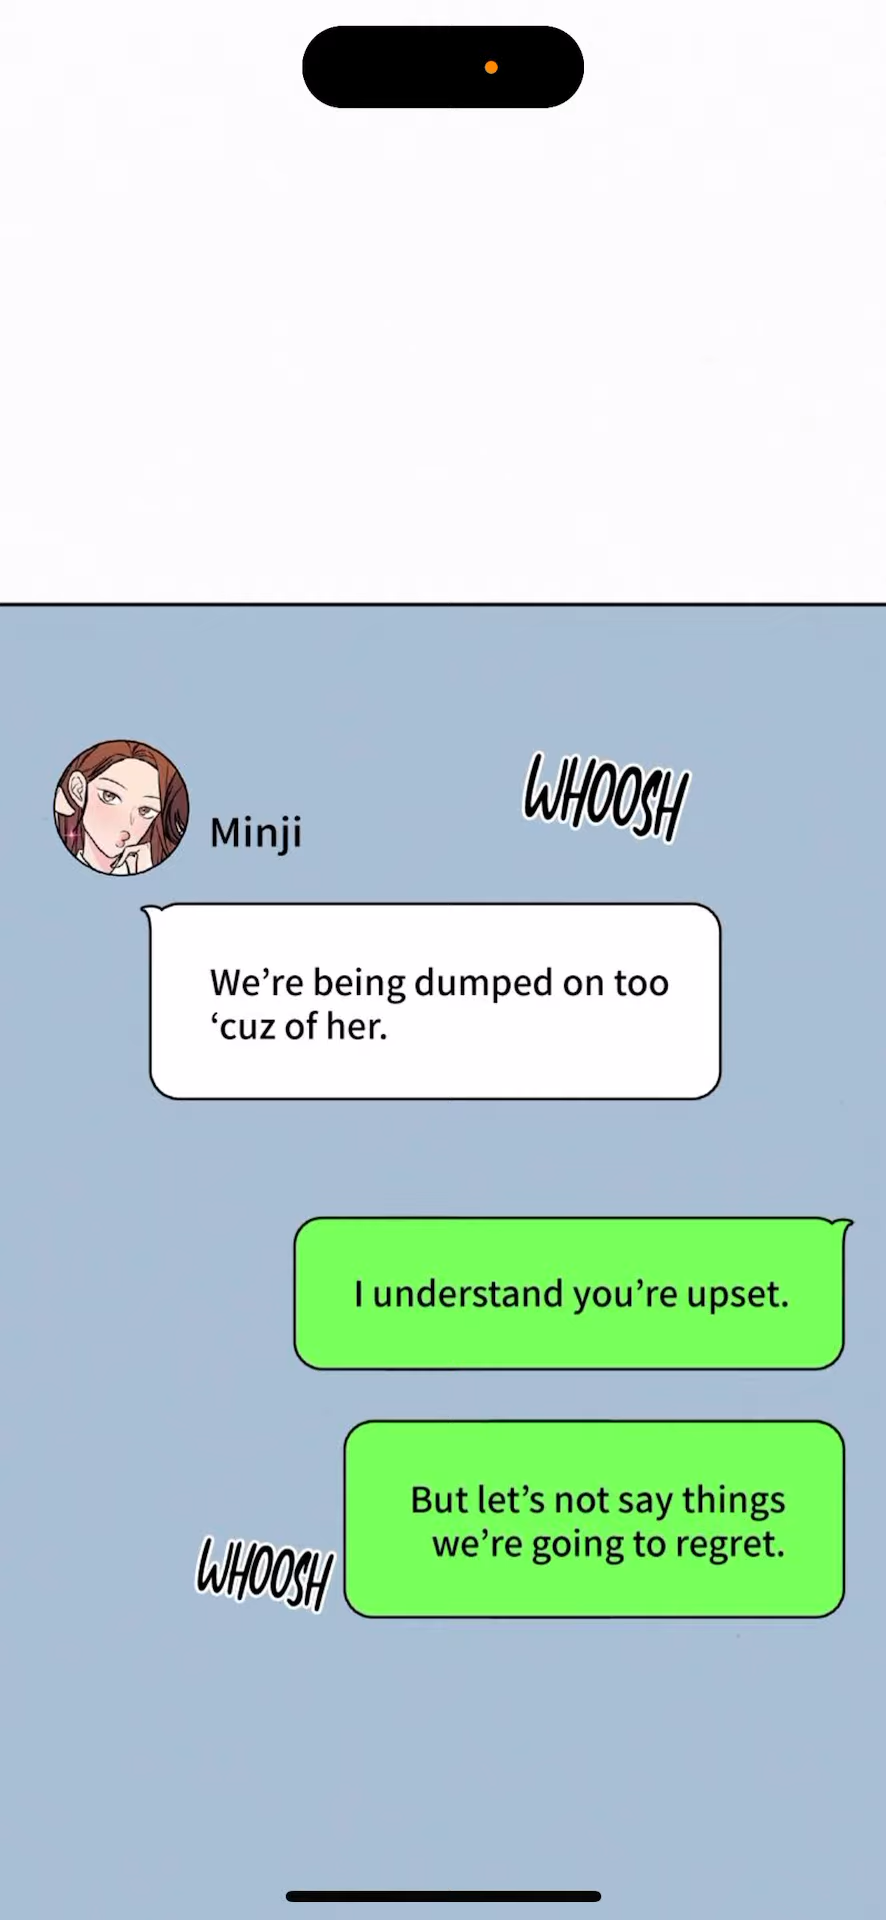 WHOOSH
Minji
We’re being dumped on too
‘cuz of her.
I understand you’re upset.
But let’s not say things
we’re going to regret.
WHOOSH